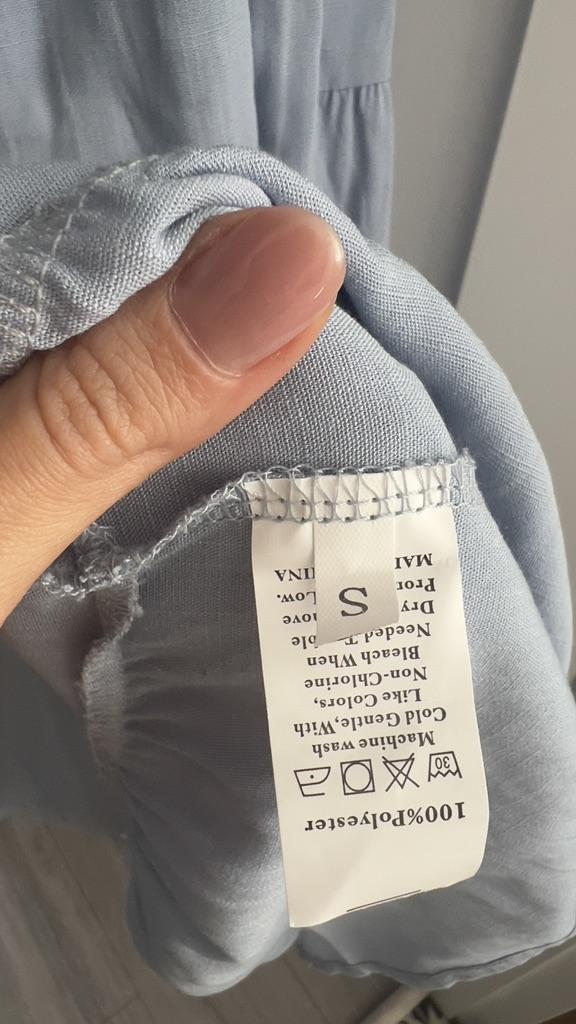 100%Polyester
30
Machine wash
Cold Gentle,With
Like Colors,
Non-Chlorine
Bleach When
Needed
Dry
Low.
S